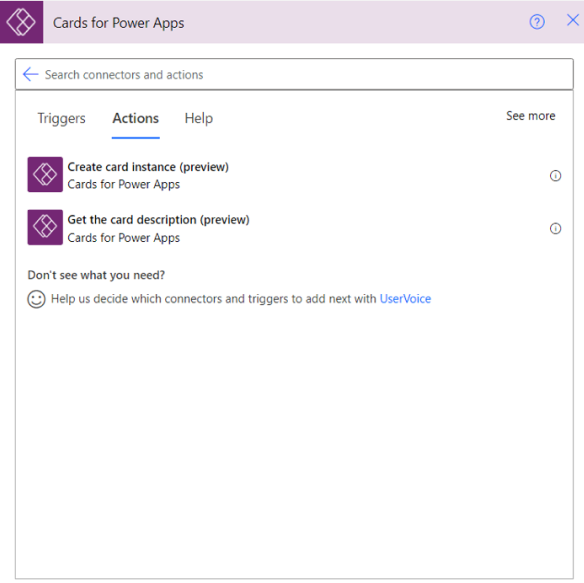 Cards for Power Apps
Search connectors and actions
Triggers Actions Help See more
Create card instance (preview)
Cards for Power Apps
Get the card description (preview)
Cards for Power Apps
Don't see what you need?
Help us decide which connectors and triggers to add next with UserVoice